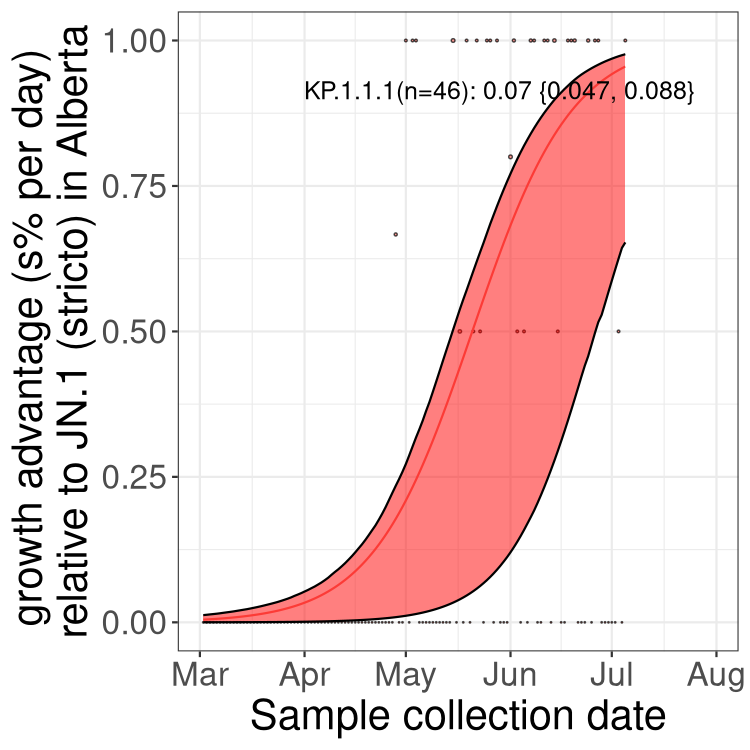 growth advantage (s% per day)
relative to JN.1 (stricto) in Alberta
1.00
0.75
0.50
0.25
0.00
KP.1.1.1(n=46): 0.07 {0.047, 0.088}
Mar Apr May Jun Jul Aug
Sample collection date